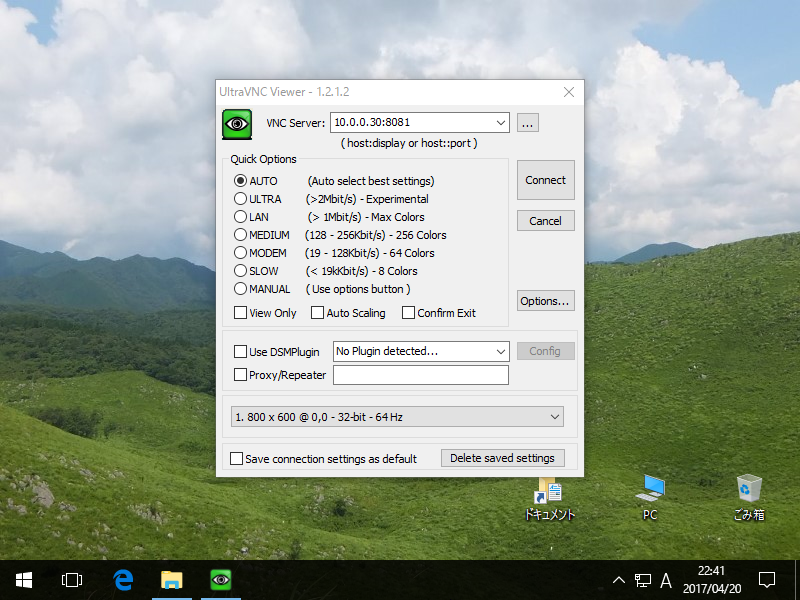 UltraVNC Viewer - 1.2.1.2
VNC Server: 10.0.0.30:8081 ...
( host:display or host::port )
Quick Options
AUTO (Auto select best settings)
Connect
ULTRA (>2Mbit/s) - Experimental
LAN (> 1Mbit/s) - Max Colors
Cancel
MEDIUM (128 - 256Kbit/s) - 256 Colors
MODEM (19 - 128Kbit/s) - 64 Colors
SLOW (< 19kKbit/s) - 8 Colors
MANUAL ( Use options button )
Options...
View Only Auto Scaling Confirm Exit
Use DSMPlugin No Plugin detected... Config
Proxy/Repeater
1. 800 x 600 @ 0,0 - 32-bit - 64 Hz
Save connection settings as default Delete saved settings
ドキュメント PC ごみ箱
A 22:41
2017/04/20